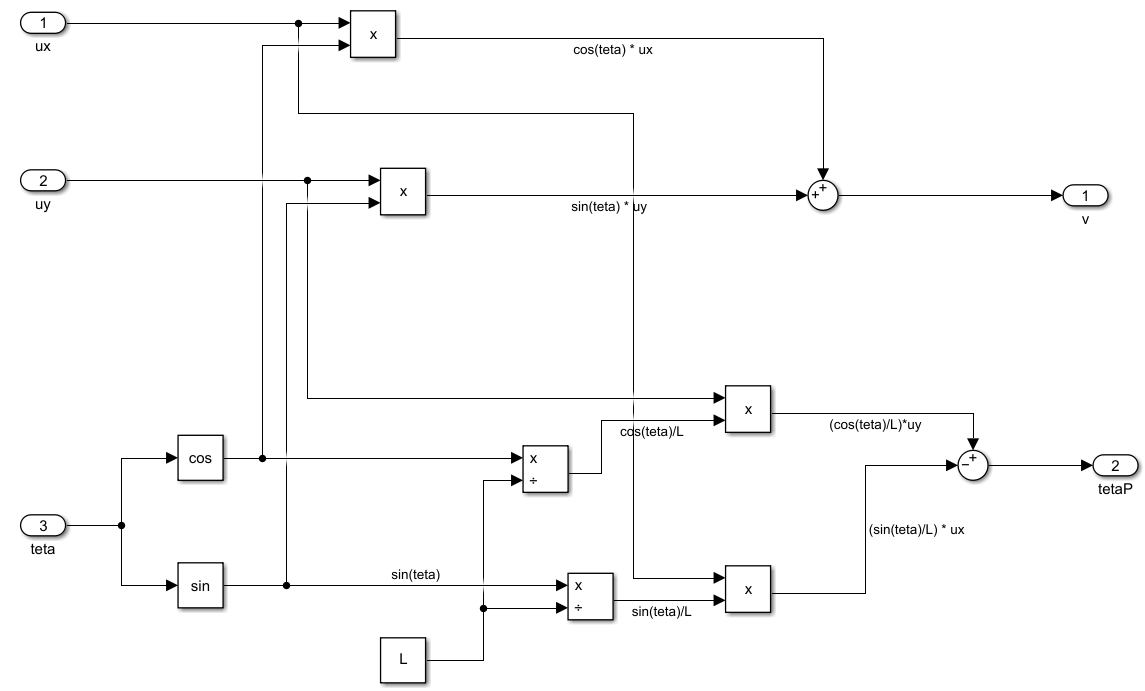 1
ux
x
cos(teta) * ux
2
uy
x
sin(teta) * uy
++
1
v
x
(cos(teta)/L)*uy
cos(teta)/L
cos
x
÷
−+
2
tetaP
3
teta
(sin(teta)/L) * ux
sin
sin(teta)
x
÷
sin(teta)/L
x
L